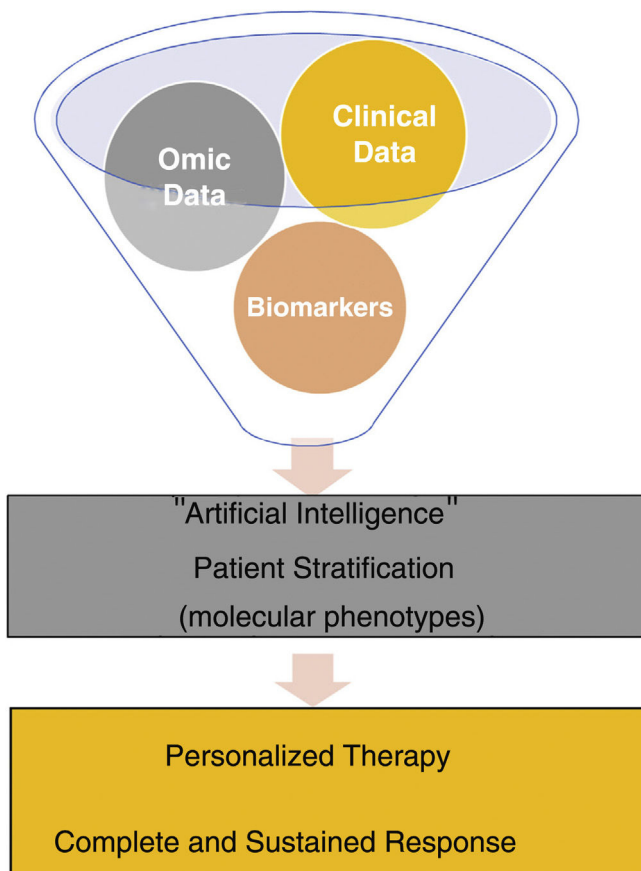 Clinical
Data
Omic
Data
Biomarkers
"Artificial Intelligence"
Patient Stratification
(molecular phenotypes)
Personalized Therapy
Complete and Sustained Response